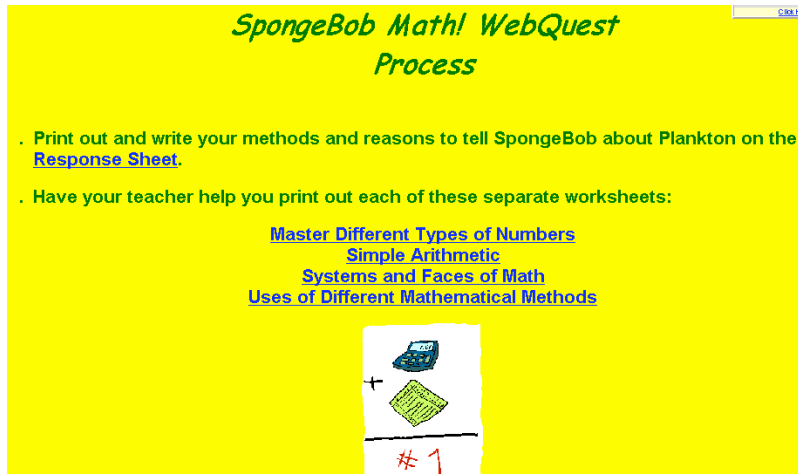 Click H
SpongeBob Math! WebQuest
Process
. Print out and write your methods and reasons to tell SpongeBob about Plankton on the
Response Sheet.
. Have your teacher help you print out each of these separate worksheets:
Master Different Types of Numbers
Simple Arithmetic
Systems and Faces of Math
Uses of Different Mathematical Methods
+
#1